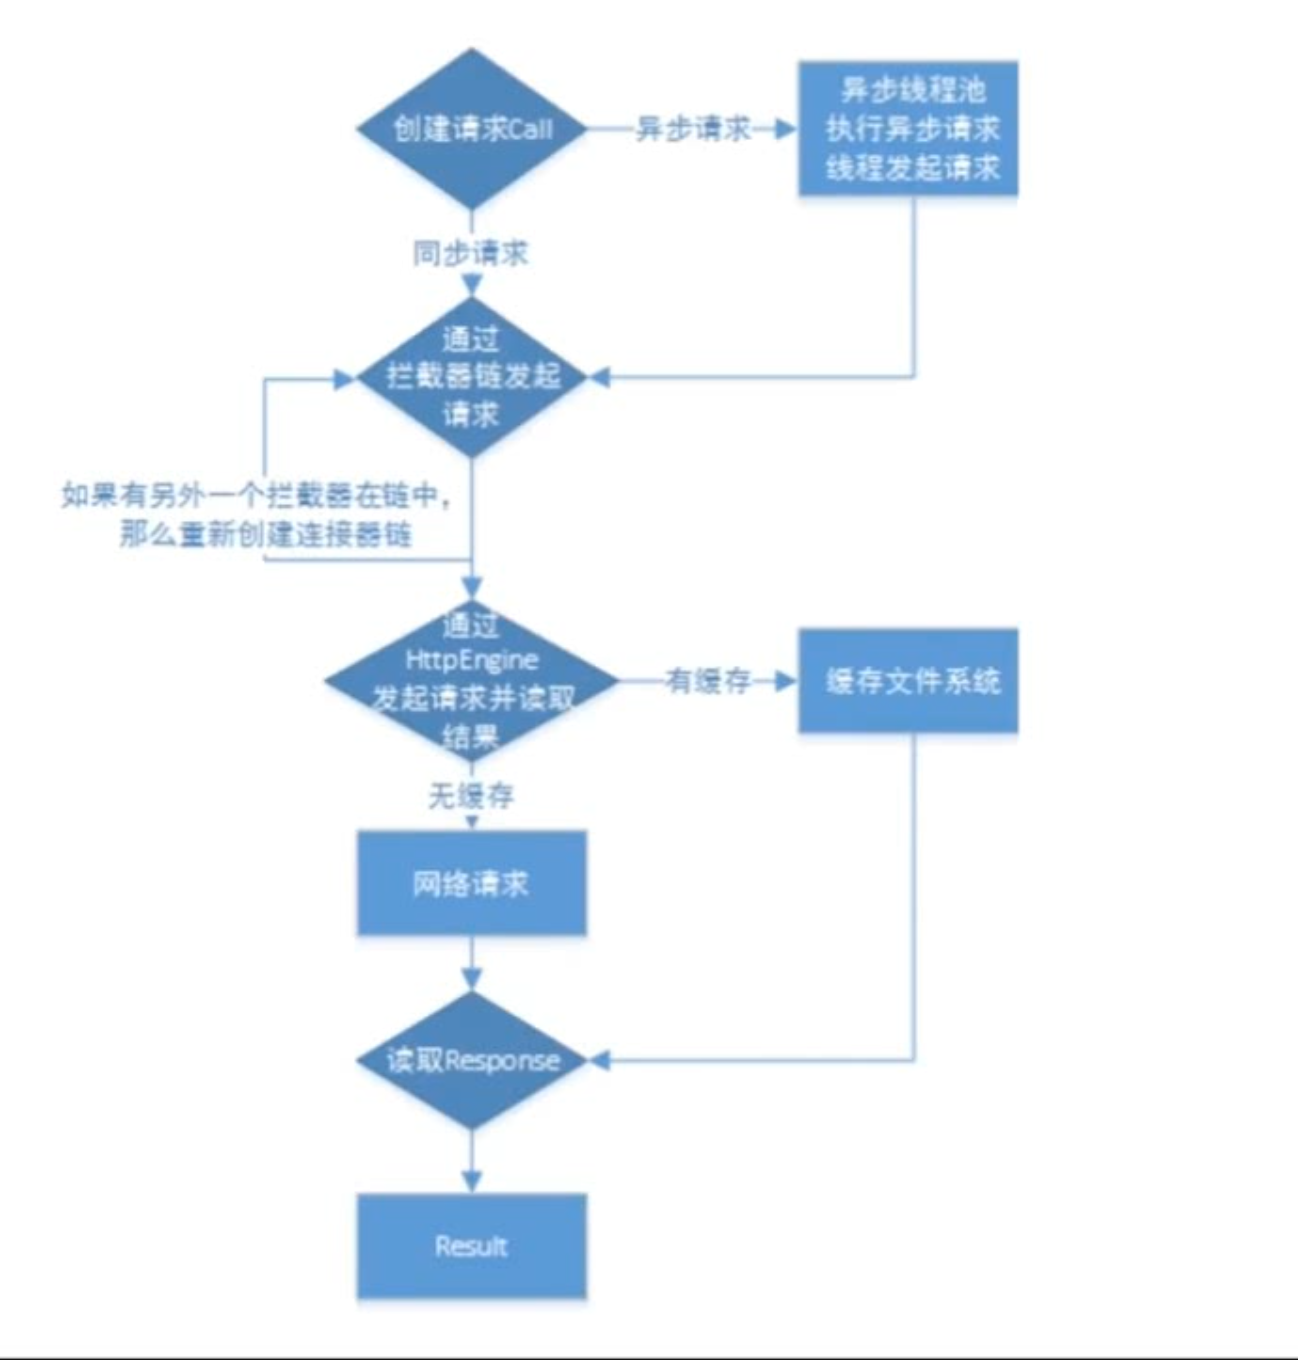 创建请求Call
异步请求
异步线程池
执行异步请求
线程发起请求
同步请求
通过
拦截器链发起
请求
如果有另外一个拦截器在链中，
那么重新创建连接器链
通过
HttpEngine
发起请求并读取
结果
有缓存
缓存文件系统
无缓存
网络请求
读取Response
Result